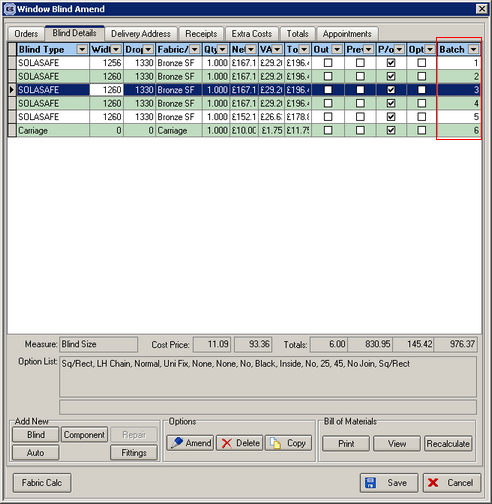 Window Blind Amend
Orders Blind Details Delivery Address Receipts Extra Costs Totals Appointments
Blind Type Widt Drop Fabric/ Qty Ne VA To Out Pre P/o Opt Batch
SOLASAFE 1256 1330 Bronze SF 1.000 £167.1 £29.2 £196.4 1
SOLASAFE 1260 1330 Bronze SF 1.000 £167.1 £29.2 £196.4 2
SOLASAFE 1260 1330 Bronze SF 1.000 £167.1 £29.2 £196.4 3
SOLASAFE 1260 1330 Bronze SF 1.000 £167.1 £29.2 £196.4 4
SOLASAFE 1260 1330 Bronze SF 1.000 £152.1 £26.6 £178.8 5
Carriage 0 0 Carriage 1.000 £10.00 £1.75 £11.75 6
Measure: Blind Size Cost Price: 11.09 93.36 Totals: 6.00 830.95 145.42 976.37
Option List: Sq/Rect, LH Chain, Normal, Uni Fix, None, None, No, Black, Inside, No, 25, 45, No Join, Sq/Rect
Add New Options Bill of Materials
Blind Component Repair Amend Delete Copy Print View Recalculate
Auto Fittings
Fabric Calc Save Cancel